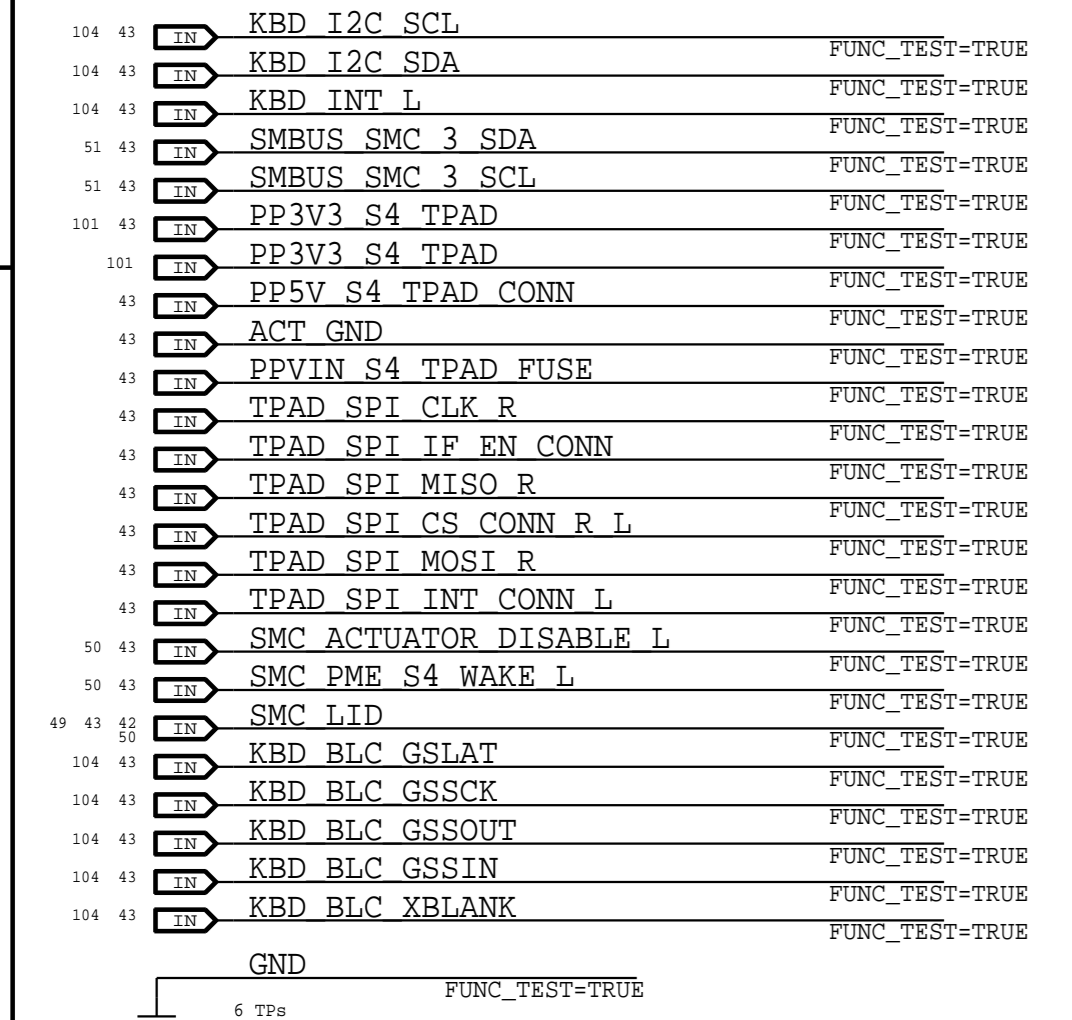 104 43 IN KBD_I2C_SCL FUNC_TEST=TRUE
104 43 IN KBD_I2C_SDA FUNC_TEST=TRUE
104 43 IN KBD_INT_L FUNC_TEST=TRUE
51 43 IN SMBUS_SMC_3_SDA FUNC_TEST=TRUE
51 43 IN SMBUS_SMC_3_SCL FUNC_TEST=TRUE
101 43 IN PP3V3_S4_TPAD FUNC_TEST=TRUE
101 IN PP3V3_S4_TPAD FUNC_TEST=TRUE
43 IN PP5V_S4_TPAD_CONN FUNC_TEST=TRUE
43 IN ACT_GND FUNC_TEST=TRUE
43 IN PPVIN_S4_TPAD_FUSE FUNC_TEST=TRUE
43 IN TPAD_SPI_CLK_R FUNC_TEST=TRUE
43 IN TPAD_SPI_IF_EN_CONN FUNC_TEST=TRUE
43 IN TPAD_SPI_MISO_R FUNC_TEST=TRUE
43 IN TPAD_SPI_CS_CONN_R_L FUNC_TEST=TRUE
43 IN TPAD_SPI_MOSI_R FUNC_TEST=TRUE
43 IN TPAD_SPI_INT_CONN_L FUNC_TEST=TRUE
50 43 IN SMC_ACTUATOR_DISABLE_L FUNC_TEST=TRUE
50 43 IN SMC_PME_S4_WAKE_L FUNC_TEST=TRUE
49 43 42 IN SMC_LID FUNC_TEST=TRUE
50
104 43 IN KBD_BLC_GSLAT FUNC_TEST=TRUE
104 43 IN KBD_BLC_GSSCK FUNC_TEST=TRUE
104 43 IN KBD_BLC_GSSOUT FUNC_TEST=TRUE
104 43 IN KBD_BLC_GSSIN FUNC_TEST=TRUE
104 43 IN KBD_BLC_XBLANK FUNC_TEST=TRUE
GND
FUNC_TEST=TRUE
6 TPs